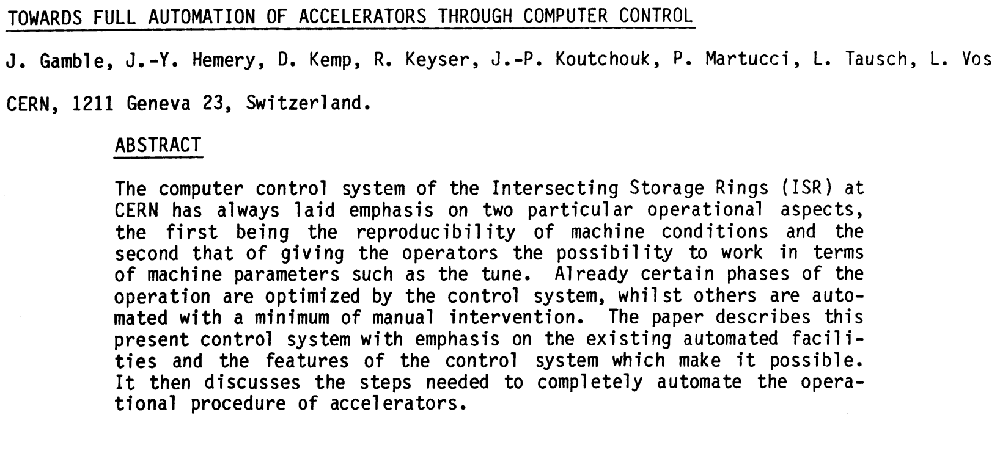 TOWARDS FULL AUTOMATION OF ACCELERATORS THROUGH COMPUTER CONTROL
J. Gamble, J.-Y. Hemery, D. Kemp, R. Keyser, J.-P. Koutchouk, P. Martucci, L. Tausch, L. Vos
CERN, 1211 Geneva 23, Switzerland.
ABSTRACT
The computer control system of the Intersecting Storage Rings (ISR) at
CERN has always laid emphasis on two particular operational aspects,
the first being the reproducibility of machine conditions and the
second that of giving the operators the possibility to work in terms
of machine parameters such as the tune. Already certain phases of the
operation are optimized by the control system, whilst others are auto-
mated with a minimum of manual intervention. The paper describes this
present control system with emphasis on the existing automated facili-
ties and the features of the control system which make it possible.
It then discusses the steps needed to completely automate the opera-
tional procedure of accelerators.